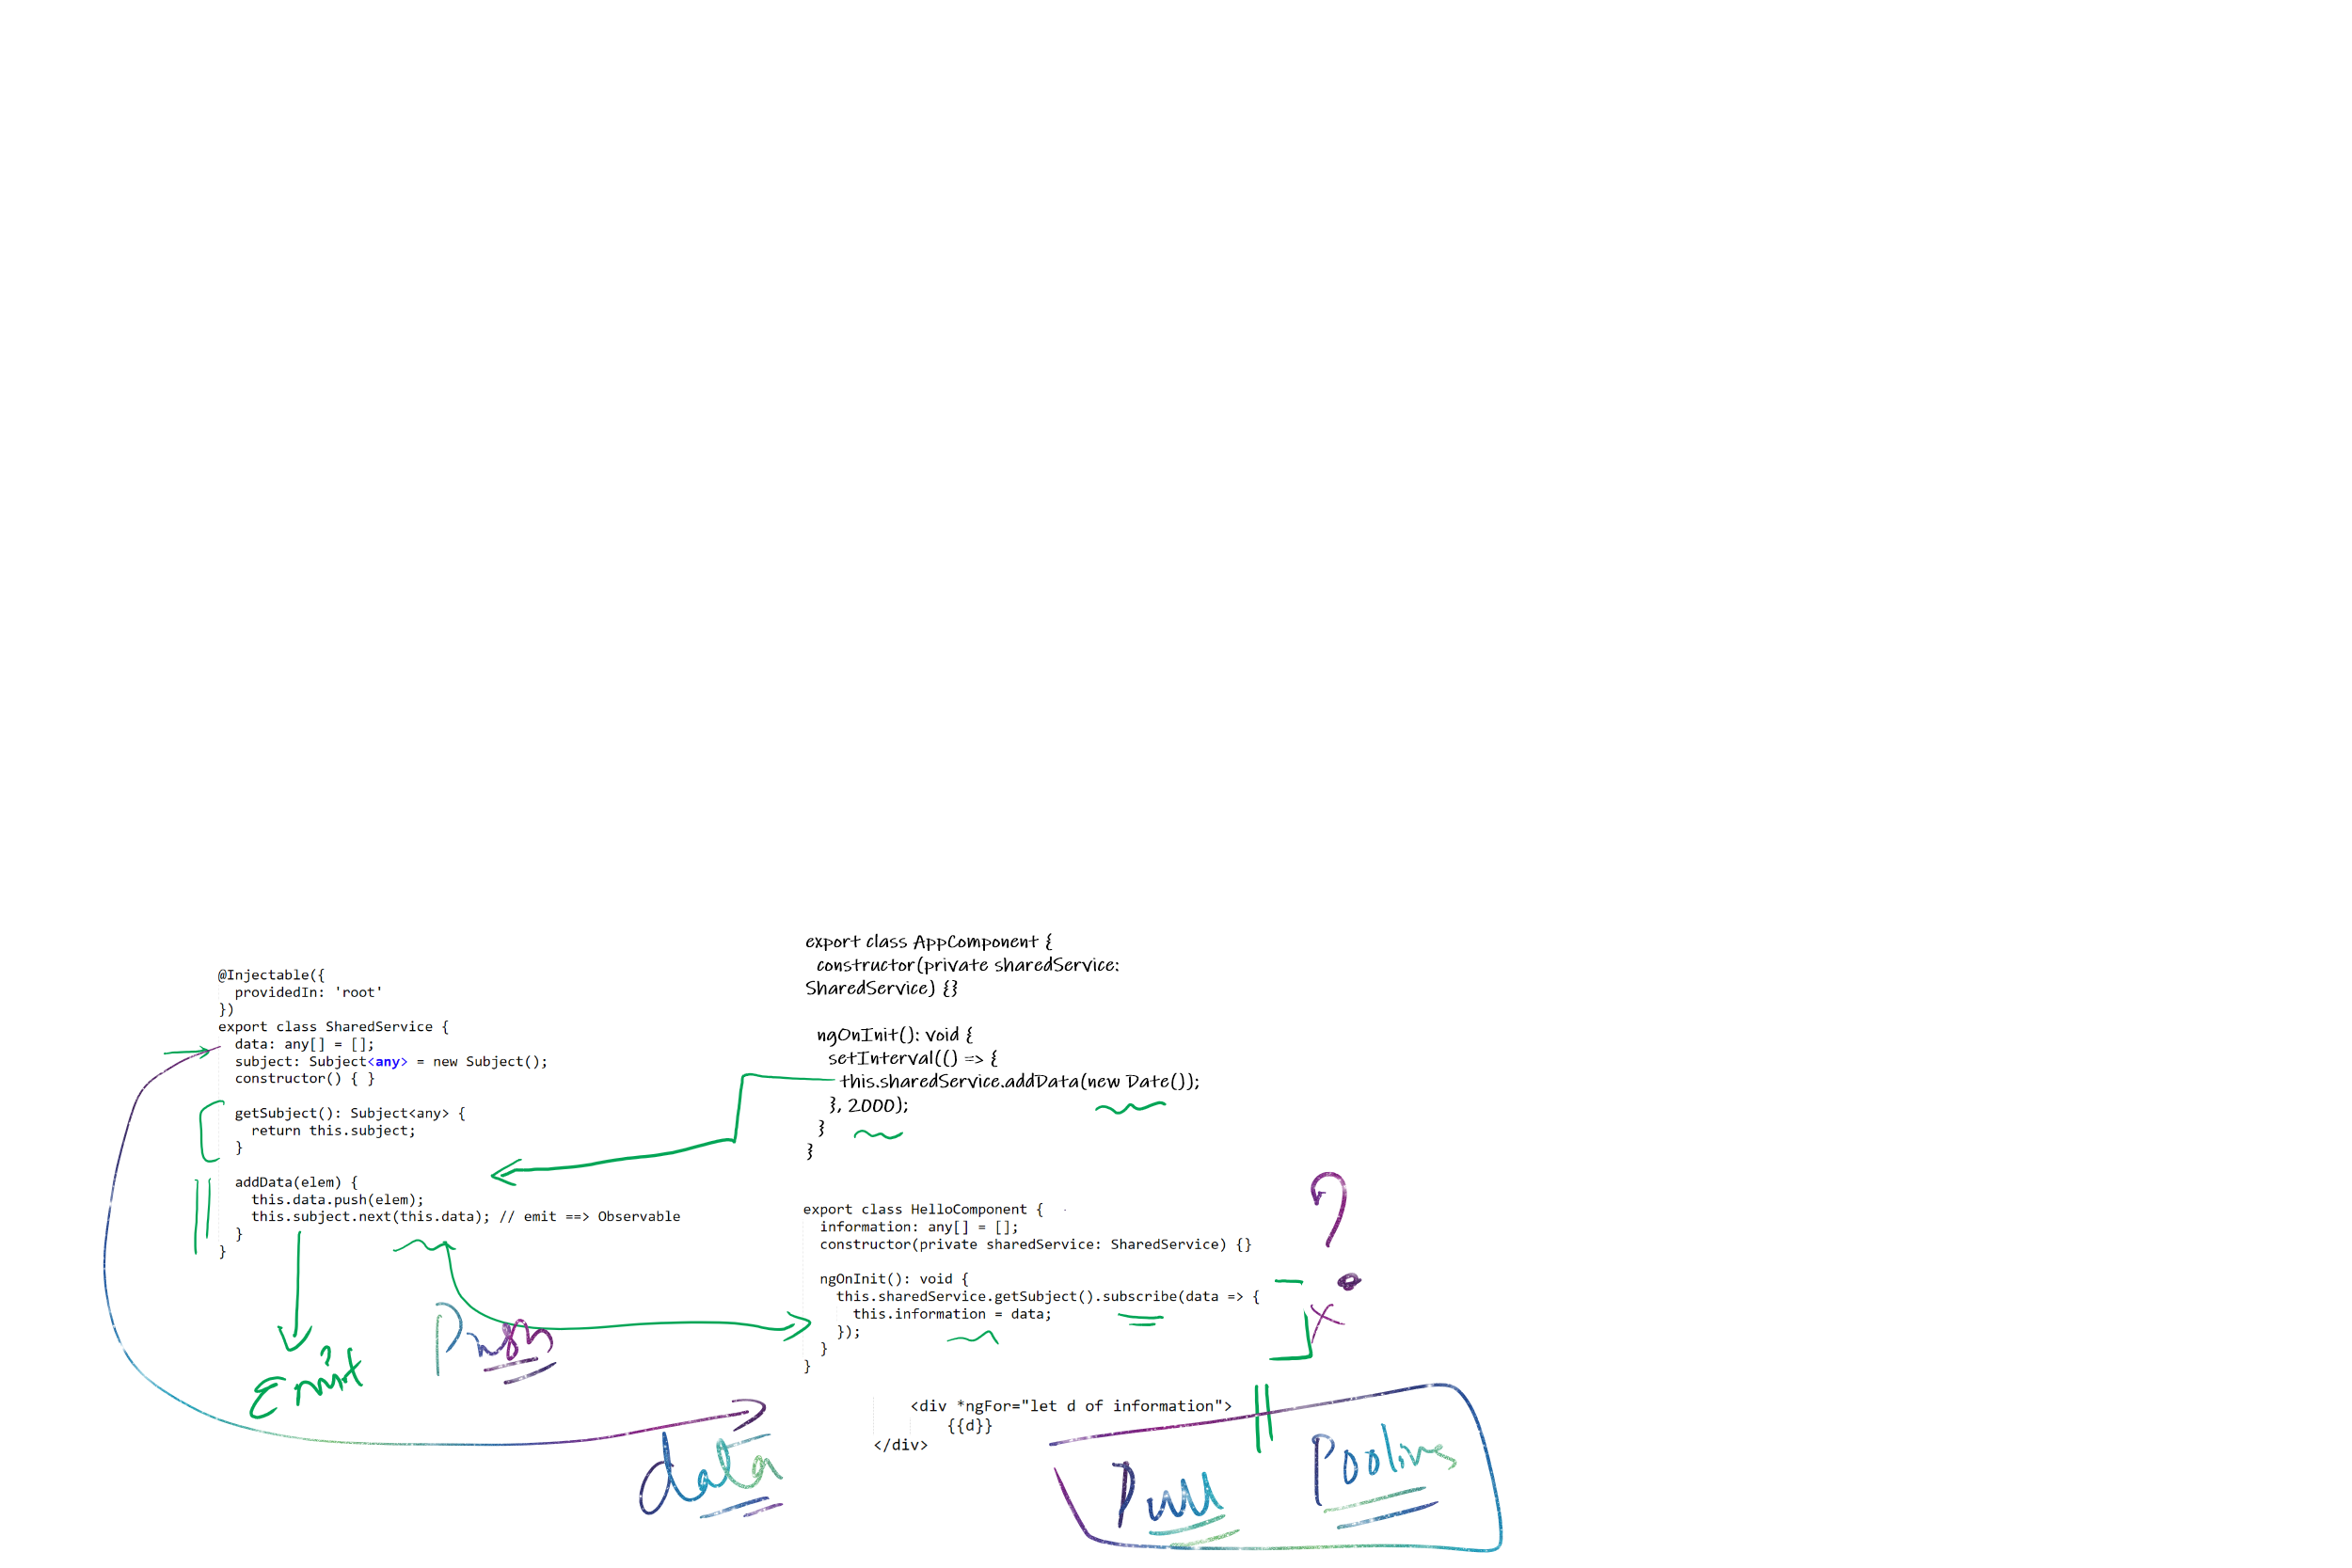 @Injectable({
providedIn: 'root'
})
export class SharedService {
data: any[] = [];
subject: Subject<any> = new Subject();
constructor() { }
getSubject(): Subject<any> {
return this.subject;
}
addData(elem) {
this.data.push(elem);
this.subject.next(this.data); // emit ==> Observable
}
}
Emit
Push
data
export class AppComponent {
constructor(private sharedService:
SharedService) {}
ngOnInit(): void {
setInterval(() => {
this.sharedService.addData(new Date());
}, 2000);
}
}
export class HelloComponent {
information: any[] = [];
constructor(private sharedService: SharedService) {}
ngOnInit(): void {
this.sharedService.getSubject().subscribe(data => {
this.information = data;
});
}
}
?
x
<div *ngFor="let d of information">
{{d}}
</div>
Pull